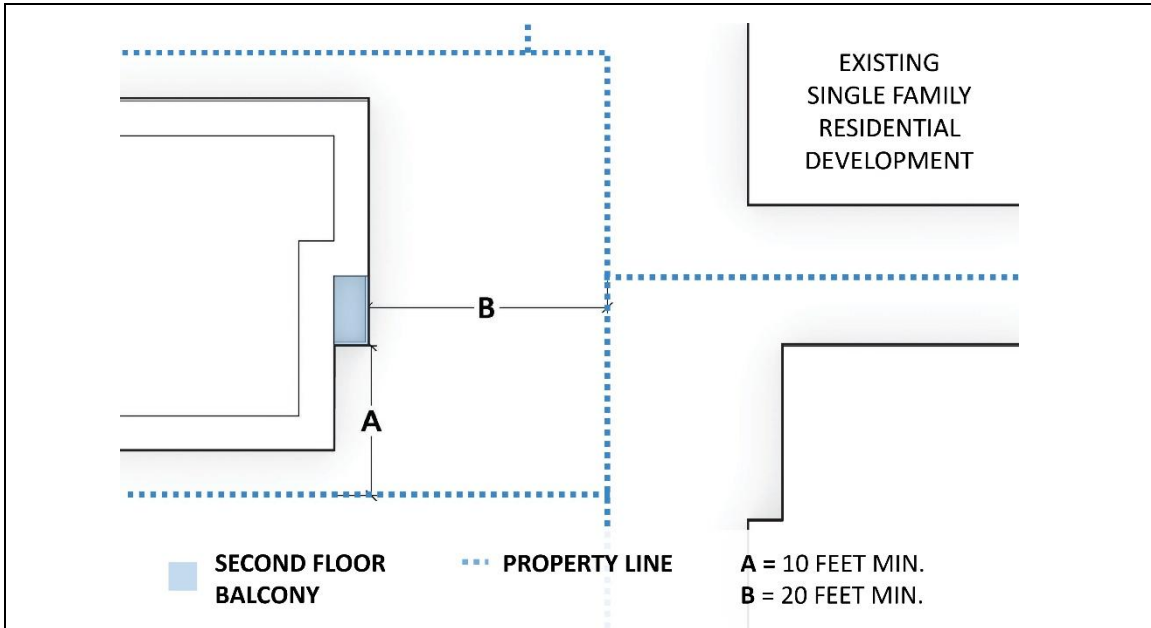 EXISTING
SINGLE FAMILY
RESIDENTIAL
DEVELOPMENT
B
A
SECOND FLOOR
BALCONY
PROPERTY LINE
A = 10 FEET MIN.
B = 20 FEET MIN.